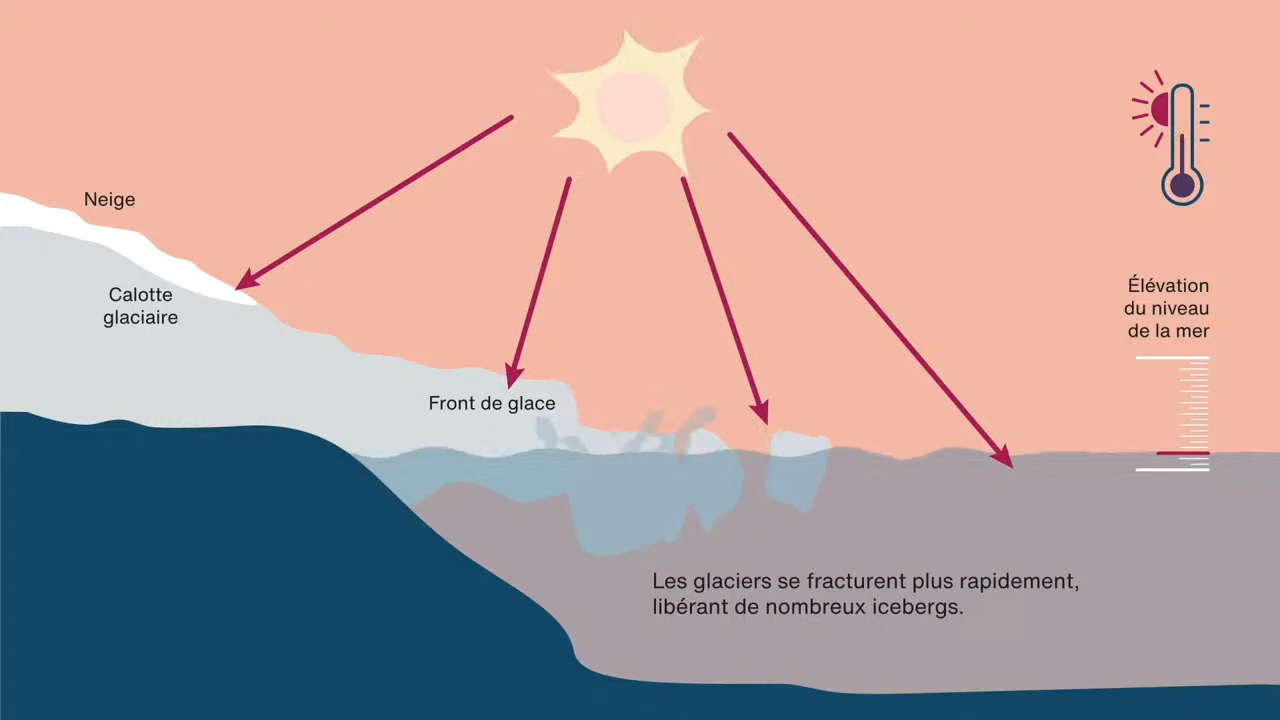 Neige
Calotte
glaciaire
Élévation
du niveau
de la mer
Front de glace
Les glaciers se fracturent plus rapidement,
libérant de nombreux icebergs.